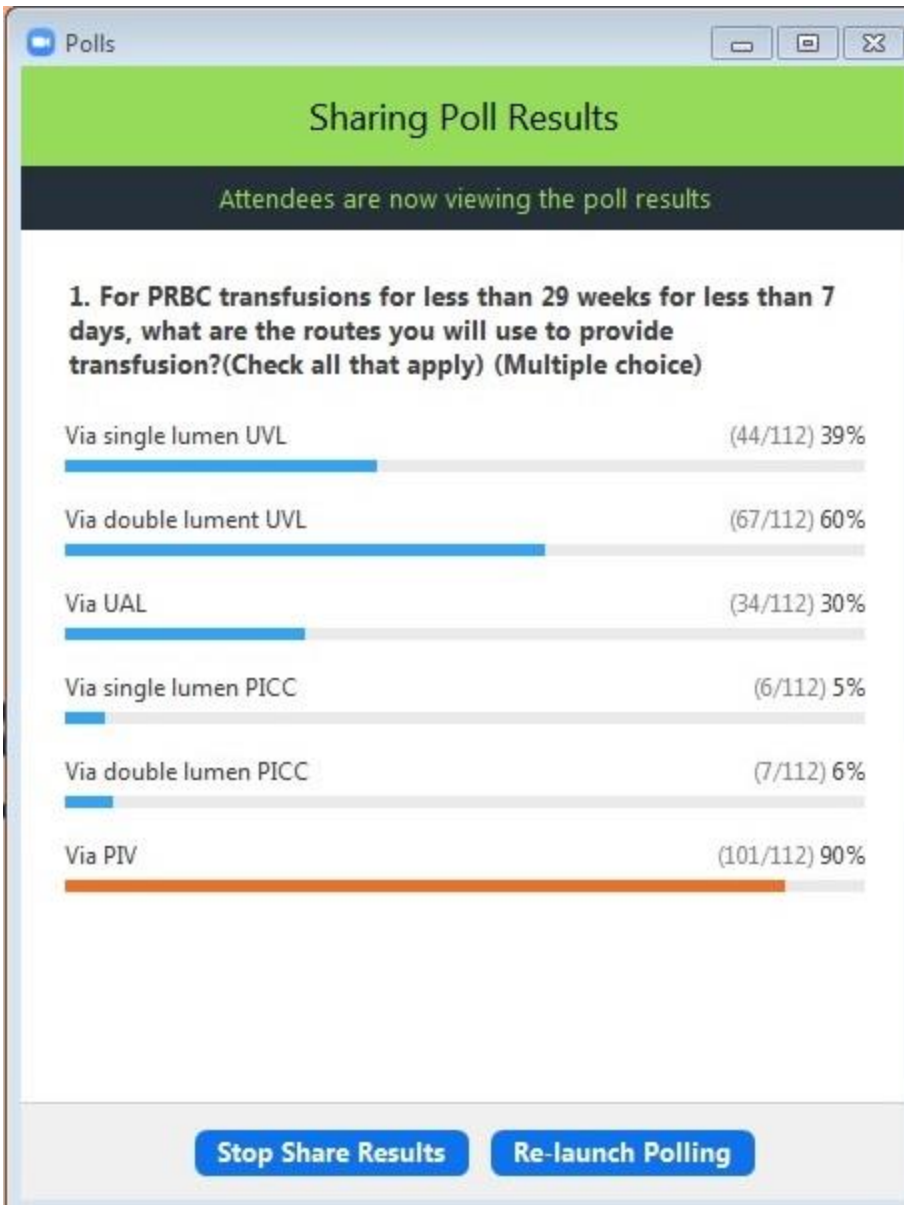 Polls
Sharing Poll Results
Attendees are now viewing the poll results
1. For PRBC transfusions for less than 29 weeks for less than 7
days, what are the routes you will use to provide
transfusion?(Check all that apply) (Multiple choice)
Via single lumen UVL (44/112) 39%
Via double lument UVL (67/112) 60%
Via UAL (34/112) 30%
Via single lumen PICC (6/112) 5%
Via double lumen PICC (7/112) 6%
Via PIV (101/112) 90%
Stop Share Results Re-launch Polling